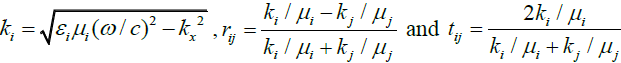 k_i = √(ε_i μ_i (ω/c)² − k_x²) , r_ij = (k_i / μ_i − k_j / μ_j) / (k_i / μ_i + k_j / μ_j) and t_ij = 2k_i / μ_i / (k_i / μ_i + k_j / μ_j)